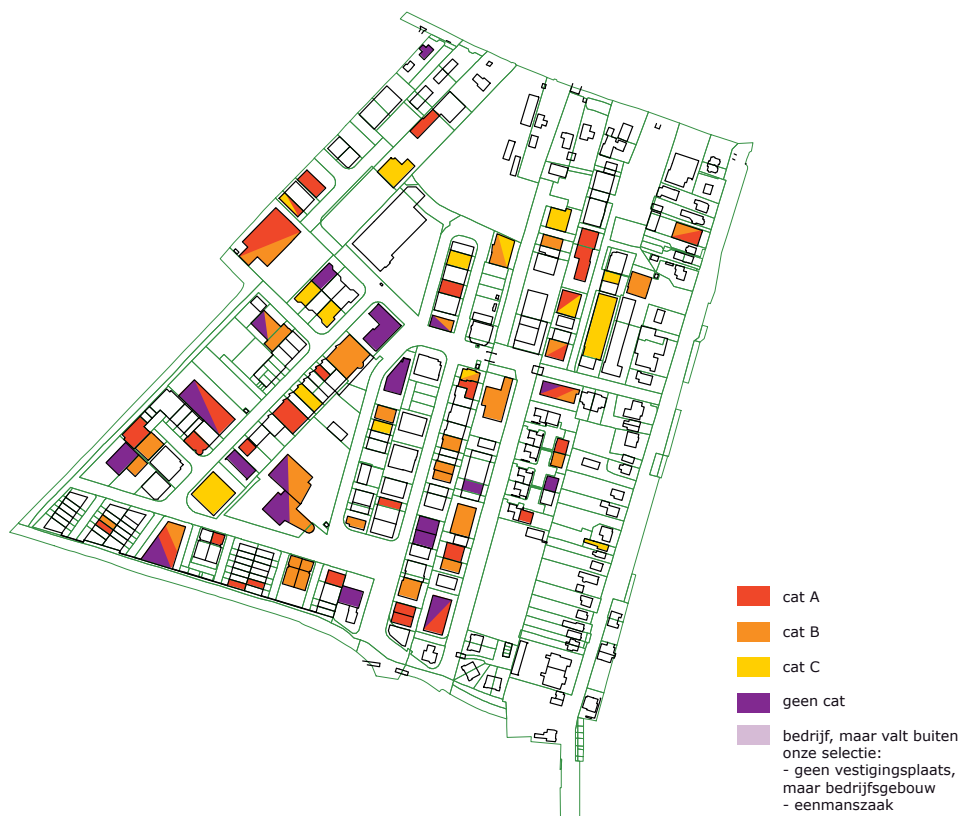 cat A
cat B
cat C
geen cat
bedrijf, maar valt buiten
onze selectie:
- geen vestigingsplaats,
maar bedrijfsgebouw
- eenmanszaak